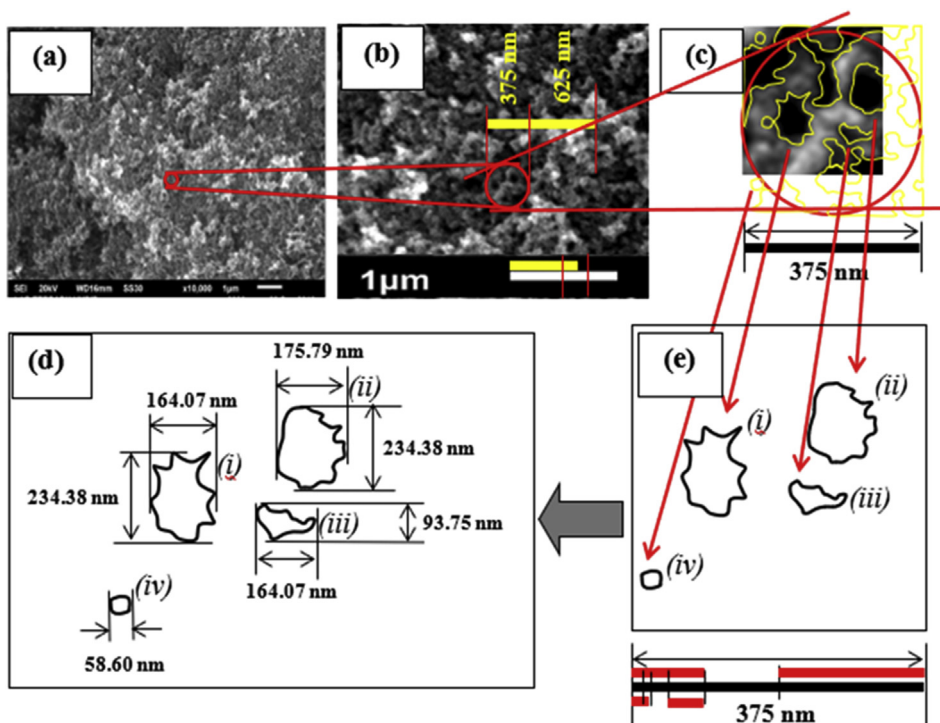 (a)
SEI 20kV WD16mm SS30 x10,000 1µm
(b)
375 nm
625 nm
1µm
(c)
375 nm
(d)
175.79 nm
(ii)
164.07 nm
(i)
234.38 nm
234.38 nm
(iii)
93.75 nm
164.07 nm
(iv)
58.60 nm
(e)
(ii)
(i)
(iii)
(iv)
375 nm